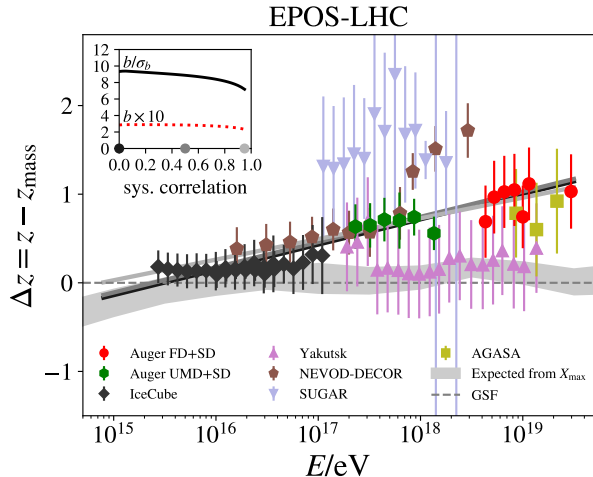 EPOS-LHC
12
10
8
6
4
2
0
b/σ_b
b × 10
0.0 0.2 0.4 0.6 0.8 1.0
sys. correlation
2
1
0
−1
Δz = z − z_mass
Auger FD+SD
Auger UMD+SD
IceCube
Yakutsk
NEVOD-DECOR
SUGAR
AGASA
Expected from X_max
GSF
10^15 10^16 10^17 10^18 10^19
E/eV